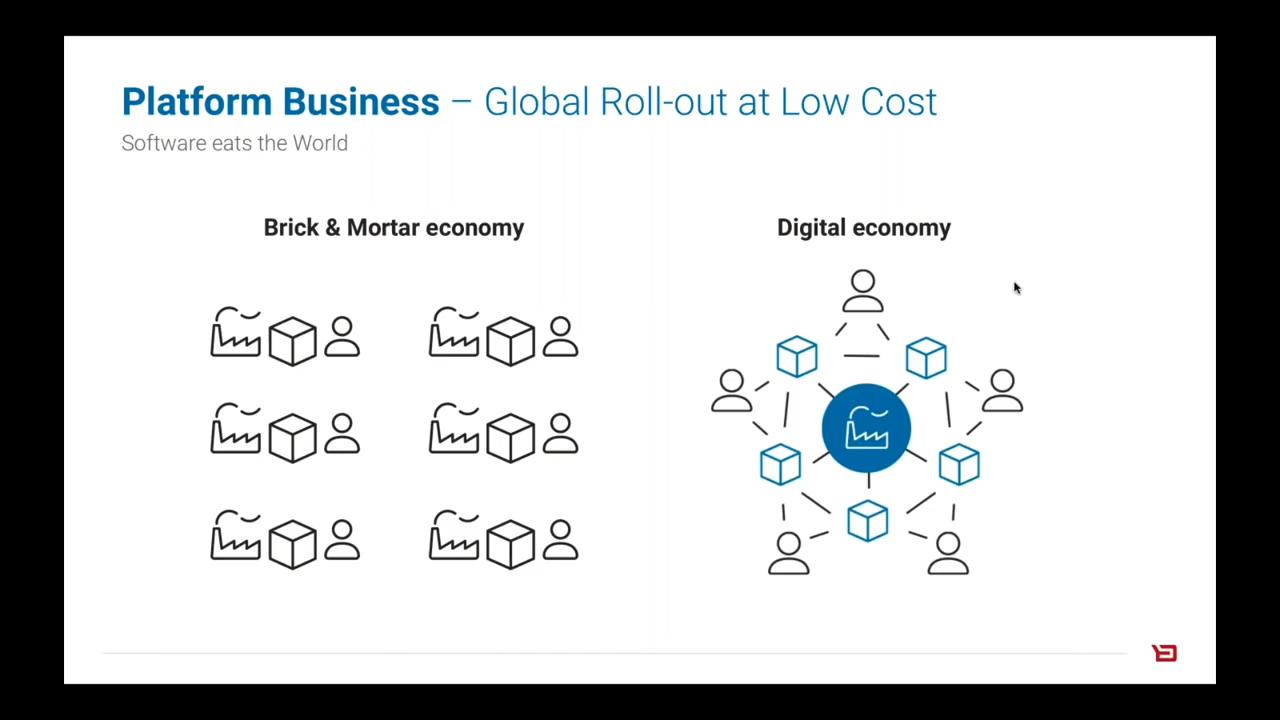 Platform Business – Global Roll-out at Low Cost
Software eats the World
Brick & Mortar economy
Digital economy